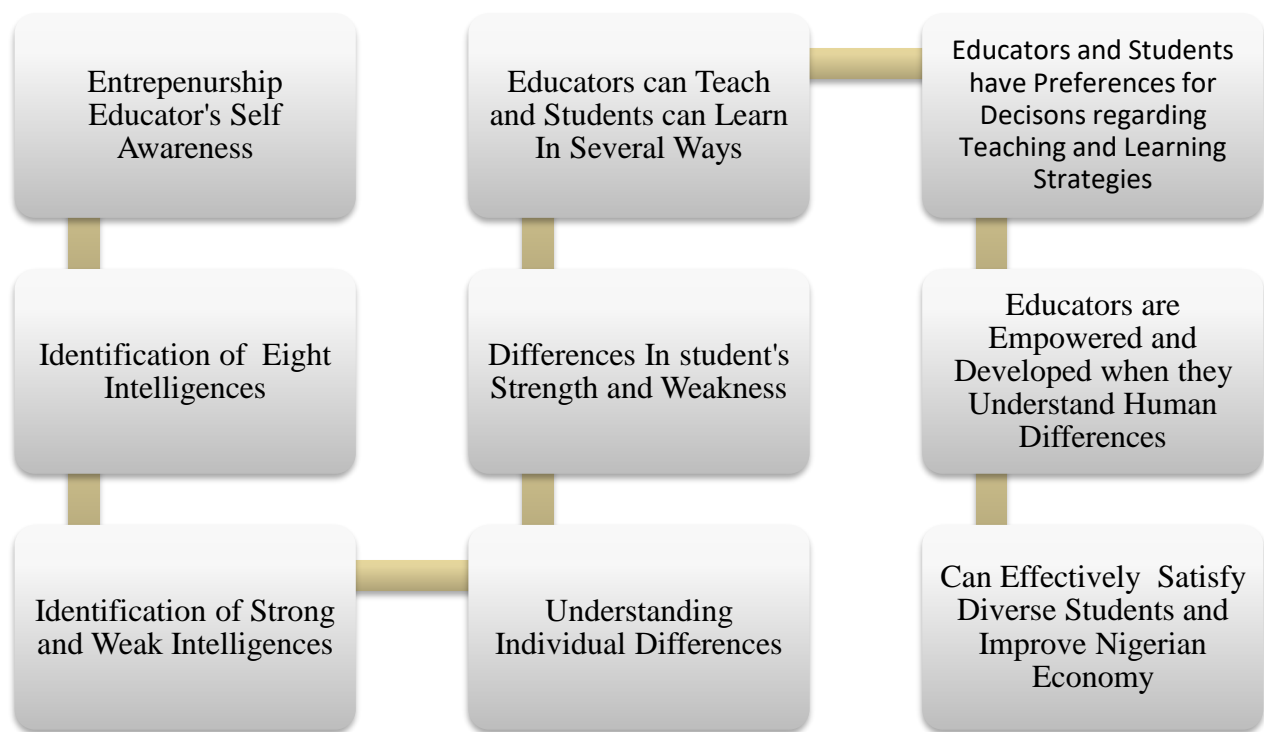 Entrepenurship
Educator's Self
Awareness
Identification of Eight
Intelligences
Identification of Strong
and Weak Intelligences
Understanding
Individual Differences
Differences In student's
Strength and Weakness
Educators can Teach
and Students can Learn
In Several Ways
Educators and Students
have Preferences for
Decisons regarding
Teaching and Learning
Strategies
Educators are
Empowered and
Developed when they
Understand Human
Differences
Can Effectively Satisfy
Diverse Students and
Improve Nigerian
Economy